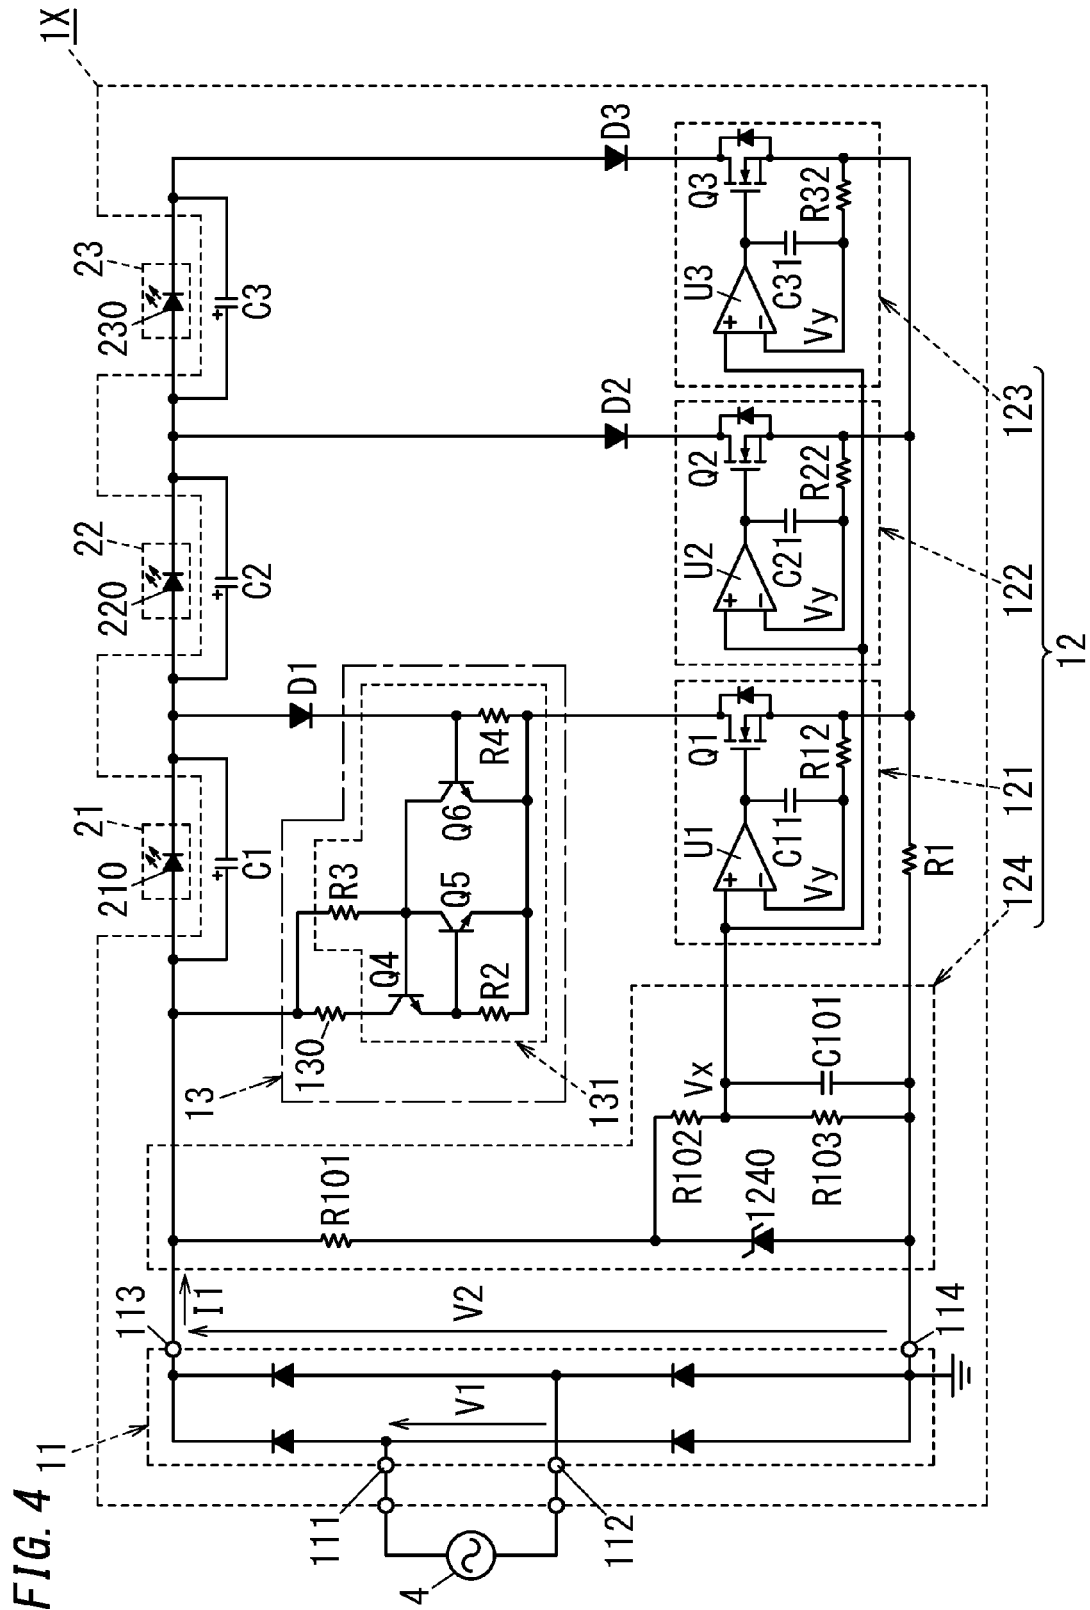 FIG. 4
1X
11
113
I1
V2
114
V1
111
112
4
21
210
C1
22
220
C2
23
230
C3
D1
D2
D3
13
130
R3
Q4
Q5
Q6
R4
R2
131
R101
R102
1240
R103
Vx
C101
124
U1
Q1
C11
R12
Vy
121
U2
Q2
C21
R22
Vy
122
U3
Q3
C31
R32
Vy
123
R1
12
+
−
+
−
+
−
+
+
+